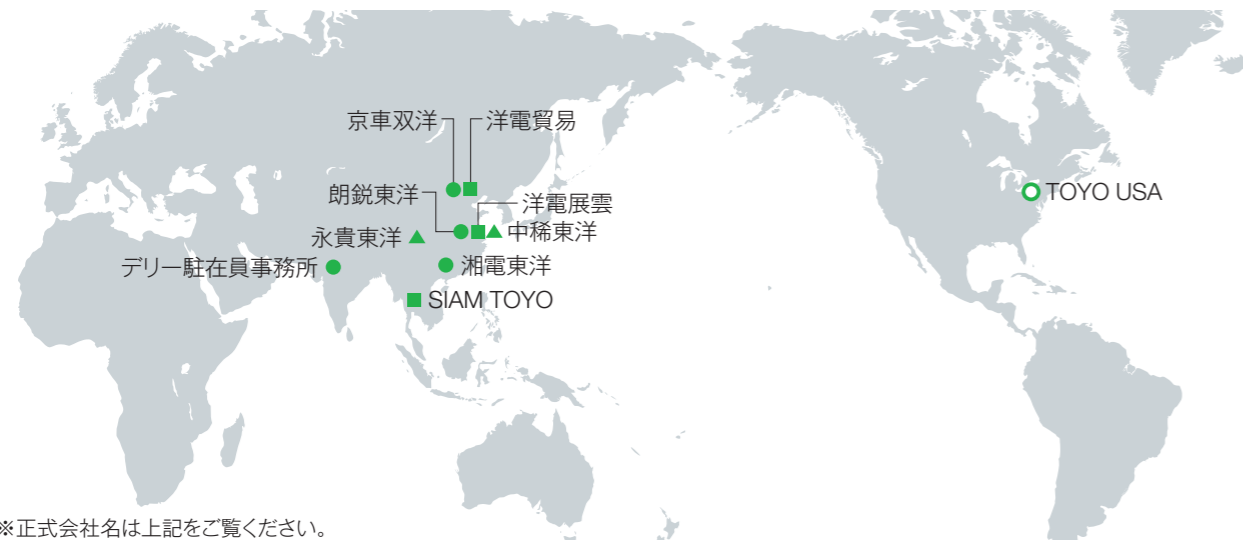 京車双洋
洋電貿易
朗鋭東洋
洋電展雲
永貴東洋
中稀東洋
デリー駐在員事務所
湘電東洋
SIAM TOYO
TOYO USA
※正式会社名は上記をご覧ください。